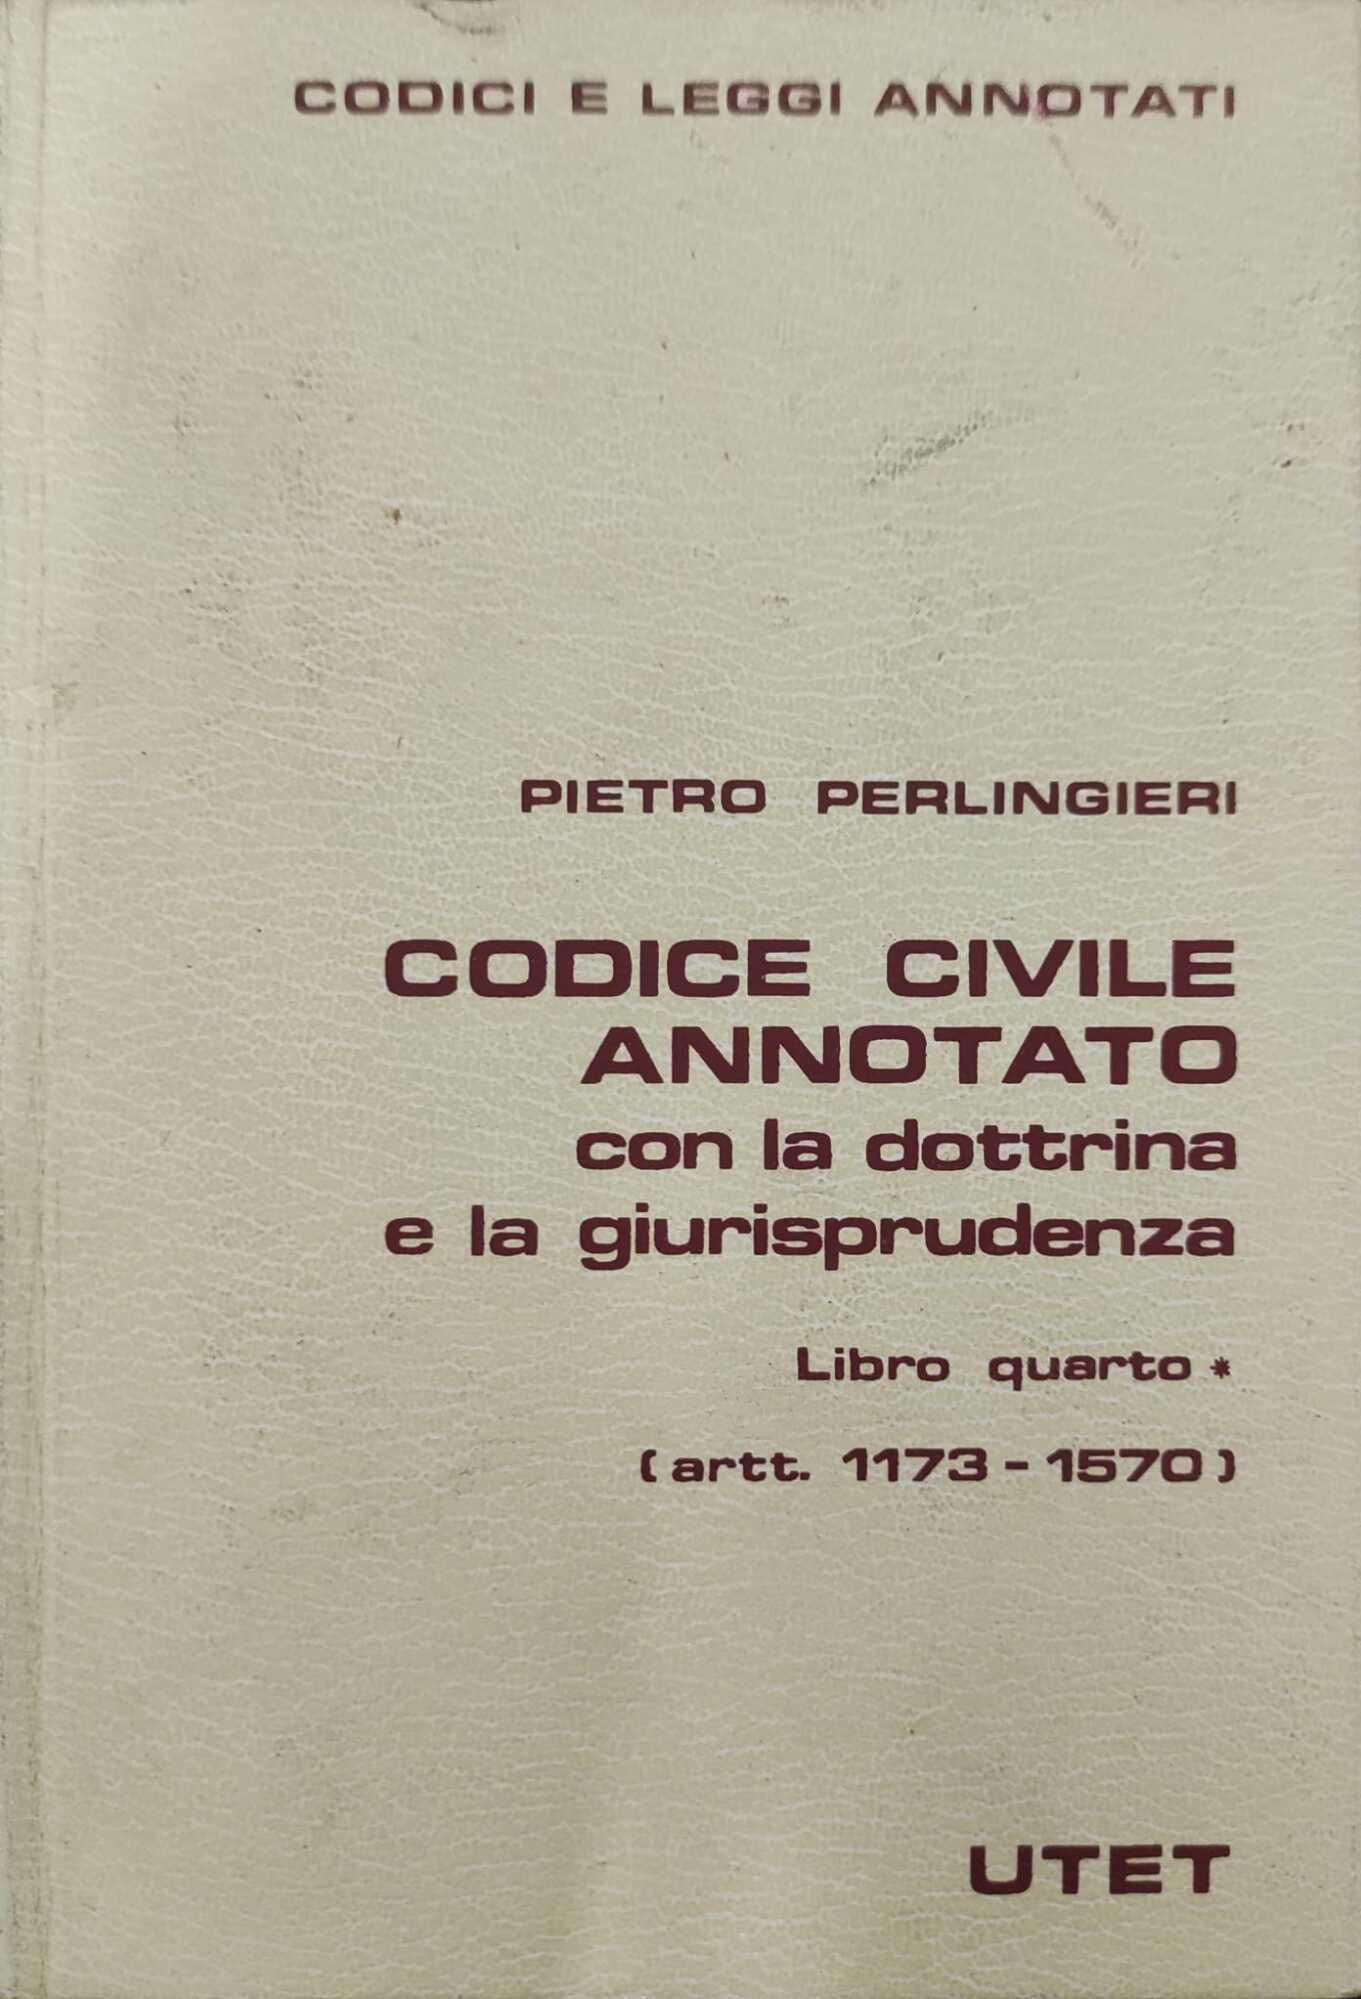 CODICI E LEGGI ANNOTATI
PIETRO PERLINGIERI
CODICE CIVILE
ANNOTATO
con la dottrina
e la giurisprudenza
Libro quarto *
(artt. 1173-1570)
UTET